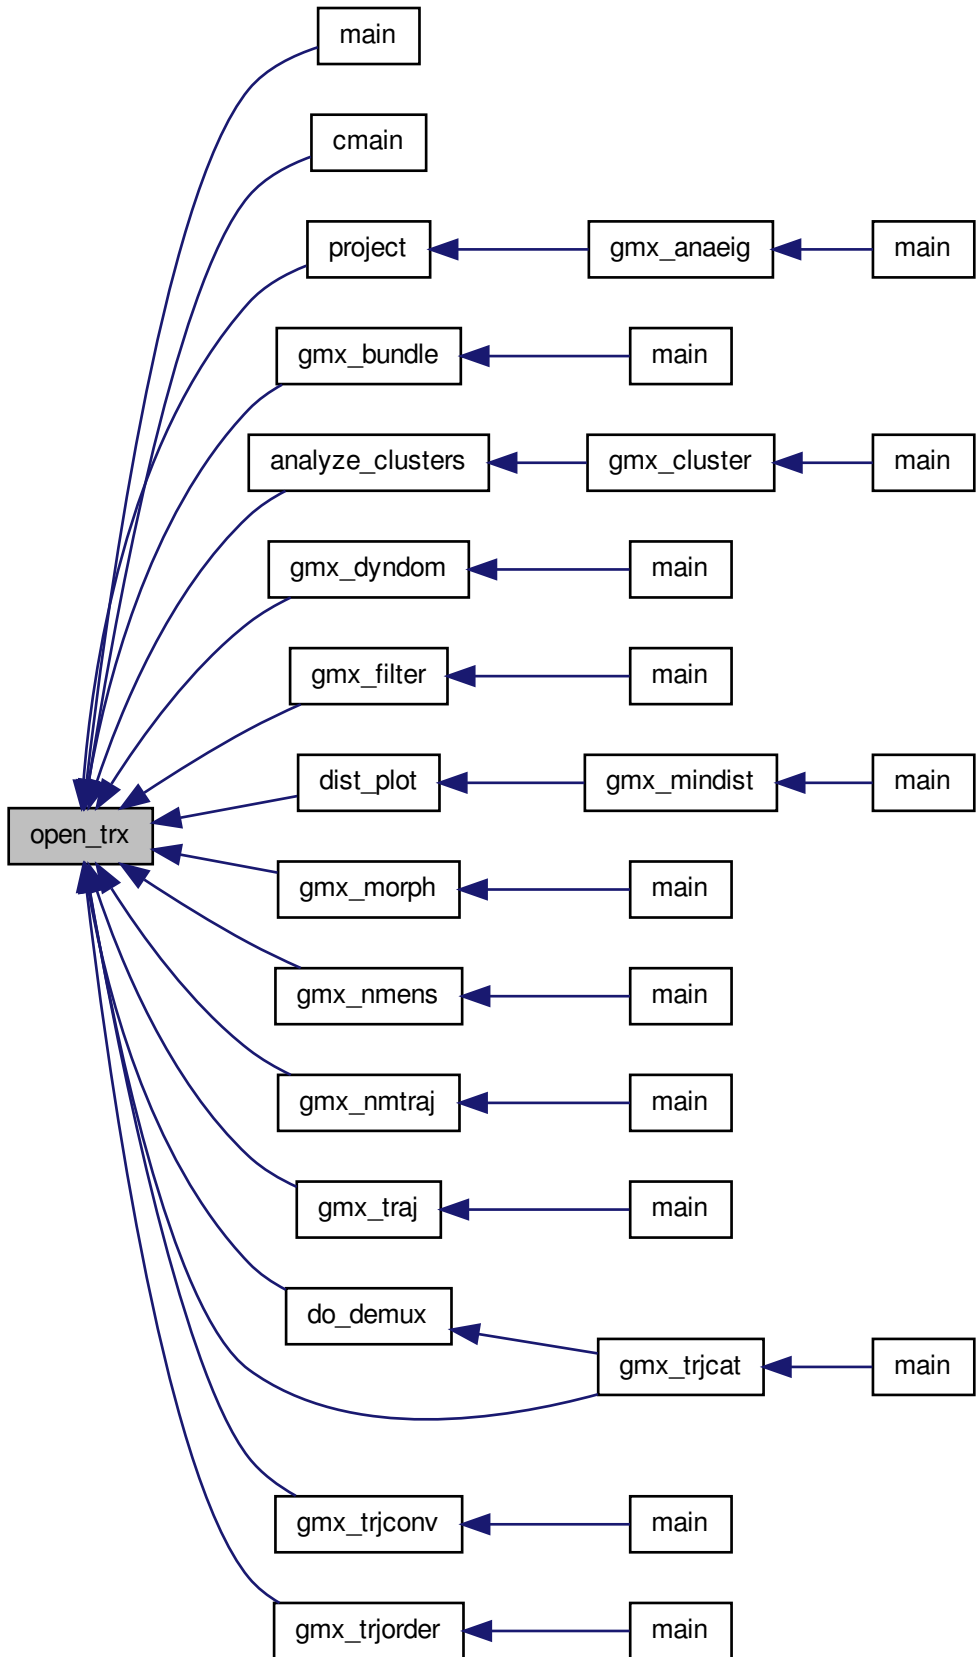 main
cmain
project
gmx_anaeig
main
gmx_bundle
main
analyze_clusters
gmx_cluster
main
gmx_dyndom
main
gmx_filter
main
dist_plot
gmx_mindist
main
open_trx
gmx_morph
main
gmx_nmens
main
gmx_nmtraj
main
gmx_traj
main
do_demux
gmx_trjcat
main
gmx_trjconv
main
gmx_trjorder
main